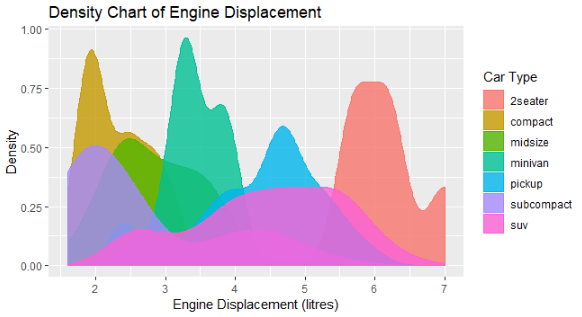 Density Chart of Engine Displacement
1.00
0.75
0.50
0.25
0.00
Density
2 3 4 5 6 7
Engine Displacement (litres)
Car Type
2seater
compact
midsize
minivan
pickup
subcompact
suv